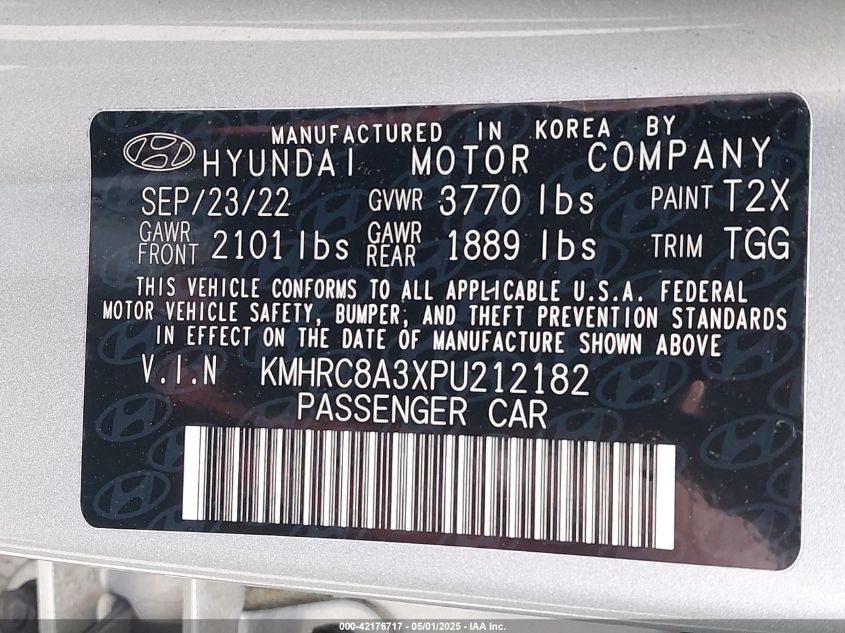 MANUFACTURED IN KOREA BY
HYUNDAI MOTOR COMPANY
SEP/23/22 GVWR 3770 lbs PAINT T2X
GAWR FRONT 2101 lbs GAWR REAR 1889 lbs TRIM TGG
THIS VEHICLE CONFORMS TO ALL APPLICABLE U.S.A. FEDERAL
MOTOR VEHICLE SAFETY, BUMPER, AND THEFT PREVENTION STANDARDS
IN EFFECT ON THE DATE OF MANUFACTURE SHOWN ABOVE
V.I.N KMHRC8A3XPU212182
PASSENGER CAR
000-42176717 - 05/01/2025 - IAA Inc.